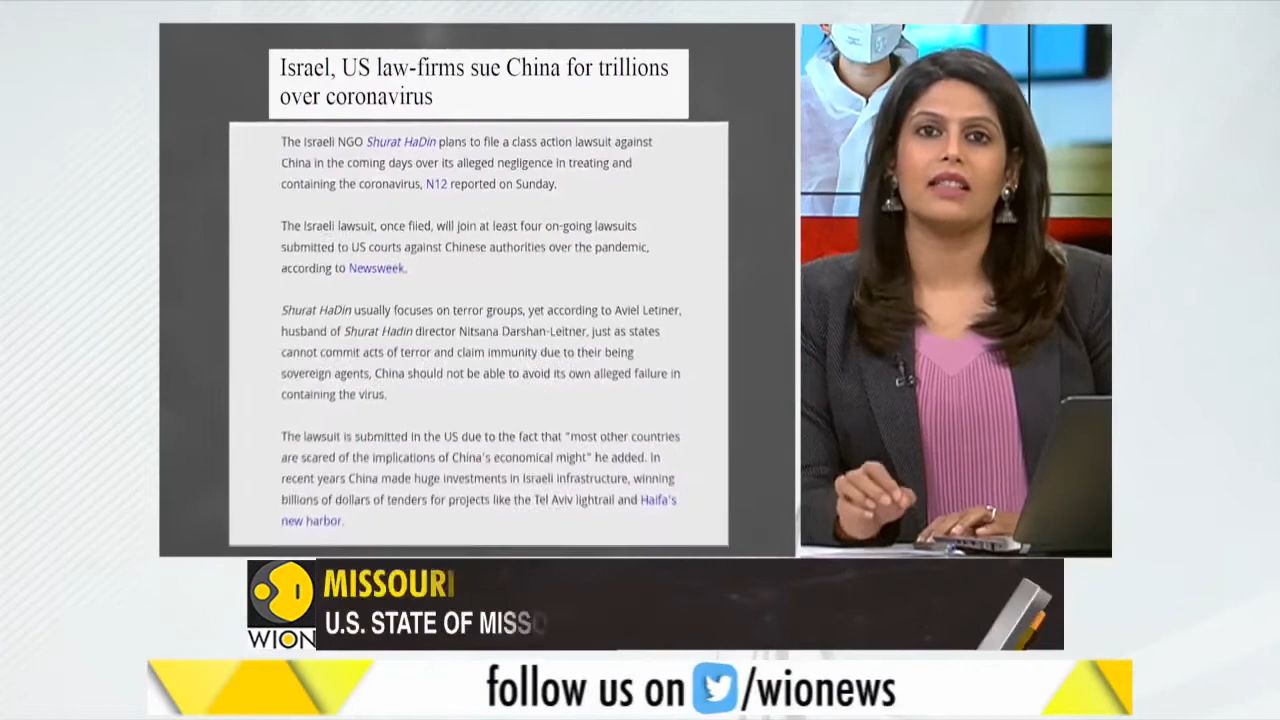 Israel, US law-firms sue China for trillions
over coronavirus
The Israeli NGO Shurat HaDin plans to file a class action lawsuit against
China in the coming days over its alleged negligence in treating and
containing the coronavirus, N12 reported on Sunday.
The Israeli lawsuit, once filed, will join at least four on-going lawsuits
submitted to US courts against Chinese authorities over the pandemic,
according to Newsweek.
Shurat HaDin usually focuses on terror groups, yet according to Aviel Letiner,
husband of Shurat Hadin director Nitsana Darshan-Leitner, just as states
cannot commit acts of terror and claim immunity due to their being
sovereign agents, China should not be able to avoid its own alleged failure in
containing the virus.
The lawsuit is submitted in the US due to the fact that "most other countries
are scared of the implications of China's economical might" he added. In
recent years China made huge investments in Israeli infrastructure, winning
billions of dollars of tenders for projects like the Tel Aviv lightrail and Haifa's
new harbor.
MISSOURI
U.S. STATE OF MISSO
WION
follow us on /wionews